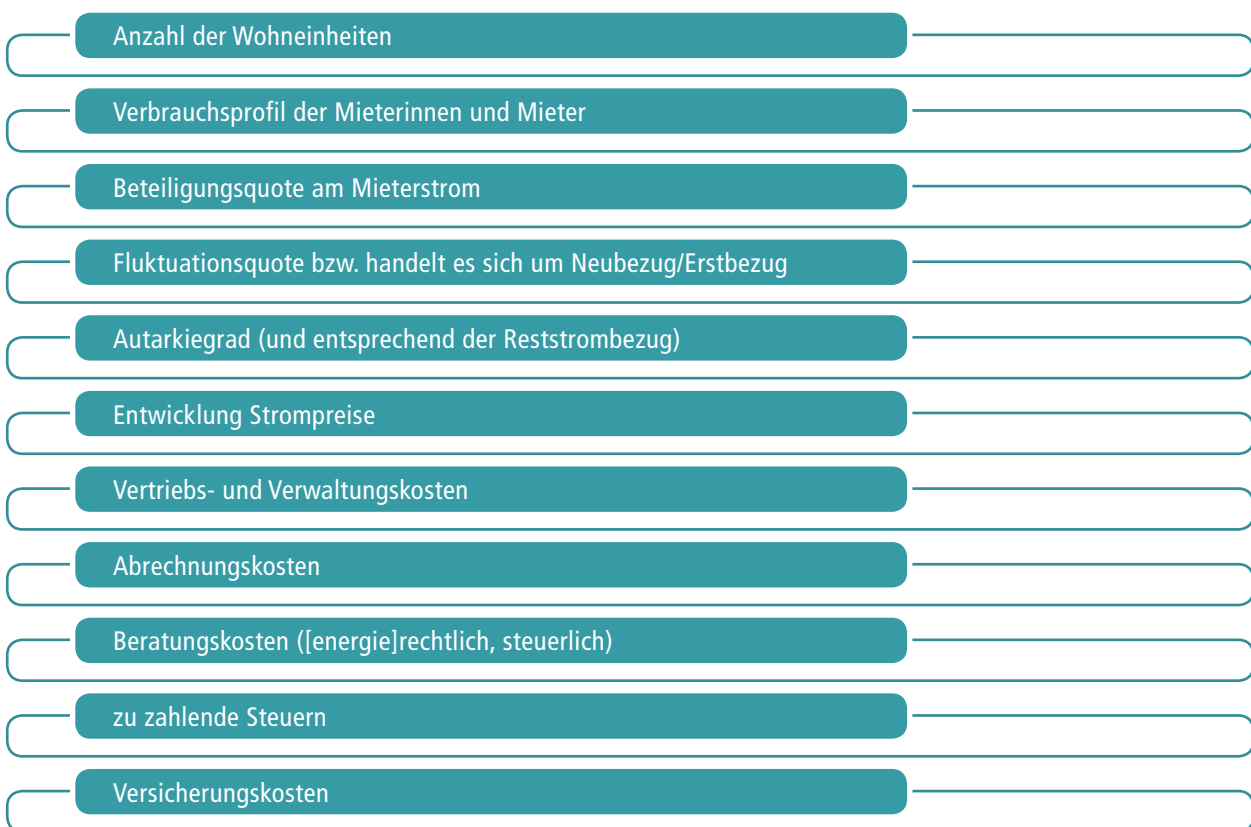 Anzahl der Wohneinheiten
Verbrauchsprofil der Mieterinnen und Mieter
Beteiligungsquote am Mieterstrom
Fluktuationsquote bzw. handelt es sich um Neubezug/Erstbezug
Autarkiegrad (und entsprechend der Reststrombezug)
Entwicklung Strompreise
Vertriebs- und Verwaltungskosten
Abrechnungskosten
Beratungskosten ([energie]rechtlich, steuerlich)
zu zahlende Steuern
Versicherungskosten